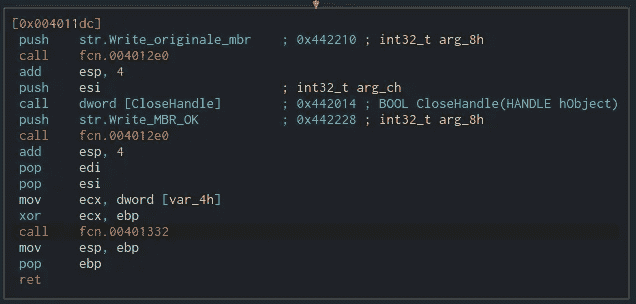 [0x004011dc]
push str.Write_originale_mbr ; 0x442210 ; int32_t arg_8h
call fcn.004012e0
add esp, 4
push esi ; int32_t arg_ch
call dword [CloseHandle] ; 0x442014 ; BOOL CloseHandle(HANDLE hObject)
push str.Write_MBR_OK ; 0x442228 ; int32_t arg_8h
call fcn.004012e0
add esp, 4
pop edi
pop esi
mov ecx, dword [var_4h]
xor ecx, ebp
call fcn.00401332
mov esp, ebp
pop ebp
ret